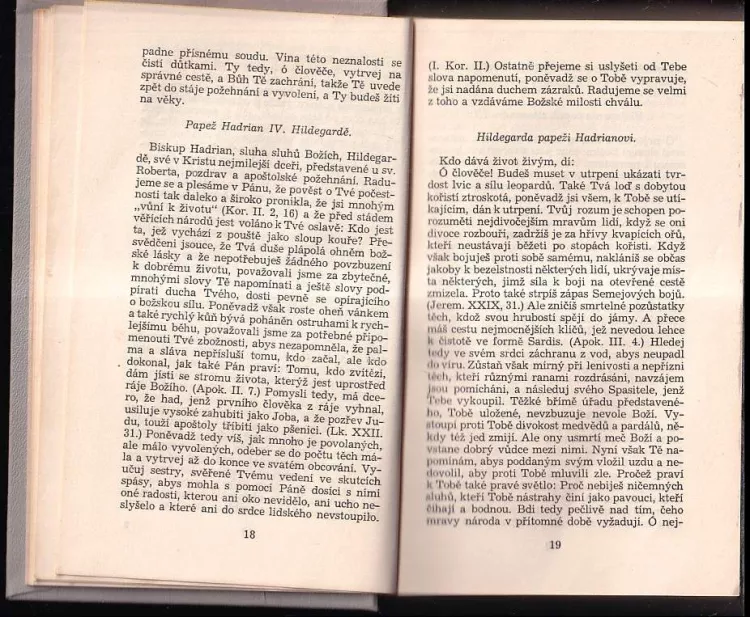 padne přísnému soudu. Vina této neznalosti se
čistí důtkami. Ty tedy, ó člověče, vytrvej na
správné cestě, a Bůh Tě zachrání, takže Tě uvede
zpět do stáje požehnání a vyvolení, a Ty budeš žíti
na věky.
Papež Hadrian IV. Hildegardě.
Biskup Hadrian, sluha sluhů Božích, Hildegar-
dě, své v Kristu nejmilejší dceři, představené u sv.
Roberta, pozdrav a apoštolské požehnání. Radu-
jeme se a plesáme v Pánu, že pověst o Tvé počest-
nosti tak daleko a široko pronikla, že jsi mnohým
„vůní k životu“ (Kor. II. 2, 16) a že před stádem
věřících národů jest voláno k Tvé oslavě: Kdo jest
ta, jež vychází z pouště jako sloup kouře? Pře-
svědčeni jsouce, že Tvá duše plápolá ohněm bož-
ské lásky a že nepotřebuješ žádného povzbuzení
k dobrému životu, považovali jsme za zbytečné,
mnohými slovy Tě napomínati a ještě slovy pod-
pírati ducha Tvého, dosti pevně se opírajícího
o božskou sílu. Poněvadž však roste oheň vánkem
a také rychlý kůň bývá poháněn ostruhami k rych-
lejšímu běhu, považovali jsme za potřebné připo-
menouti Tvé zbožnosti, abys nezapomněla, že pal-
ma a sláva nepřísluší tomu, kdo začal, ale kdo
dokonal, jak také Pán praví: Tomu, kdo zvítězí,
dám jísti se stromu života, kterýž jest uprostřed
ráje Božího. (Apok. II. 7.) Pomysli tedy, má dce-
ro, že had, jenž prvního člověka z ráje vyhnal,
usiluje vysoké zahubiti jako Joba, a že pozřev Ju-
du, touží apoštoly tříbiti jako pšenici. (Lk. XXII.
31.) Poněvadž tedy víš, jak mnoho je povolaných,
ale málo vyvolených, odeber se do počtu těch má-
la a vytrvej až do konce ve svatém obcování. Vy-
učuj sestry, svěřené Tvému vedení ve skutcích
spásy, abys mohla s pomocí Páně dosíci s nimi
oné radosti, kterou ani oko nevidělo, ani ucho ne-
slyšelo a které ani do srdce lidského nevstoupilo.
18
(I. Kor. II.) Ostatně přejeme si uslyšeti od Tebe
slova napomenutí, poněvadž se o Tobě vypravuje,
že jsi nadána duchem zázraků. Radujeme se velmi
z toho a vzdáváme Božské milosti chválu.
Hildegarda papeži Hadrianovi.
Kdo dává život živým, dí:
Ó člověče! Budeš muset v utrpení ukázati tvr-
dost lvic a sílu leopardů. Také Tvá loď s dobytou
kořistí ztroskotá, poněvadž jsi všem, k Tobě se utí-
kajícím, dán k utrpení. Tvůj rozum je schopen po-
rozuměti nejdivočejším mravům lidí, když se oni
divoce rozbouří, zadržíš je za hřívy kvapících ořů,
kteří neustávají běžeti po stopách kořisti. Když
však bojuješ proti sobě samému, nakláníš se občas
jakoby k bezelstnosti některých lidí, ukrývaje mís-
ta některých, jimž síla k boji na otevřené cestě
zmizela. Proto také strpíš zápas Semejových bojů.
(Jerem. XXIX, 31.) Ale zničíš smrtelné pozůstatky
těch, kdož svou hrubostí spějí do jámy. A přece
máš cestu nejmocnějších klíčů, jež nevedou lehce
k čistotě ve formě Sardis. (Apok. III. 4.) Hledej
tedy ve svém srdci záchranu z vod, abys neupadl
do víru. Zůstaň však mírný při lenivosti a nepřízni
těch, kteří různými ranami rozdrásáni, navzájem
jsou pomícháni, a následuj svého Spasitele, jenž
Tebe vykoupil. Těžké břímě úřadu představené-
ho, Tobě uložené, nevzbuzuje nevole Boží. Vy-
stoupí proti Tobě divokost medvědů a pardálů, ně-
kdy též jed zmijí. Ale ony usmrtí meč Boží a po-
vstane dobrý vůdce mezi nimi. Nyní však Tě na-
pomínám, abys poddaným svým vložil uzdu a ne-
dovolil, aby proti Tobě mluvili zle. Pročež praví
k Tobě také pravé světlo: Proč nebiješ ničemných
sluhů, kteří Tobě nástrahy činí jako pavouci, kteří
číhají a bodnou. Bdi tedy pečlivě nad tím, čeho
mravy národa v přítomné době vyžadují. Ó nej-
19